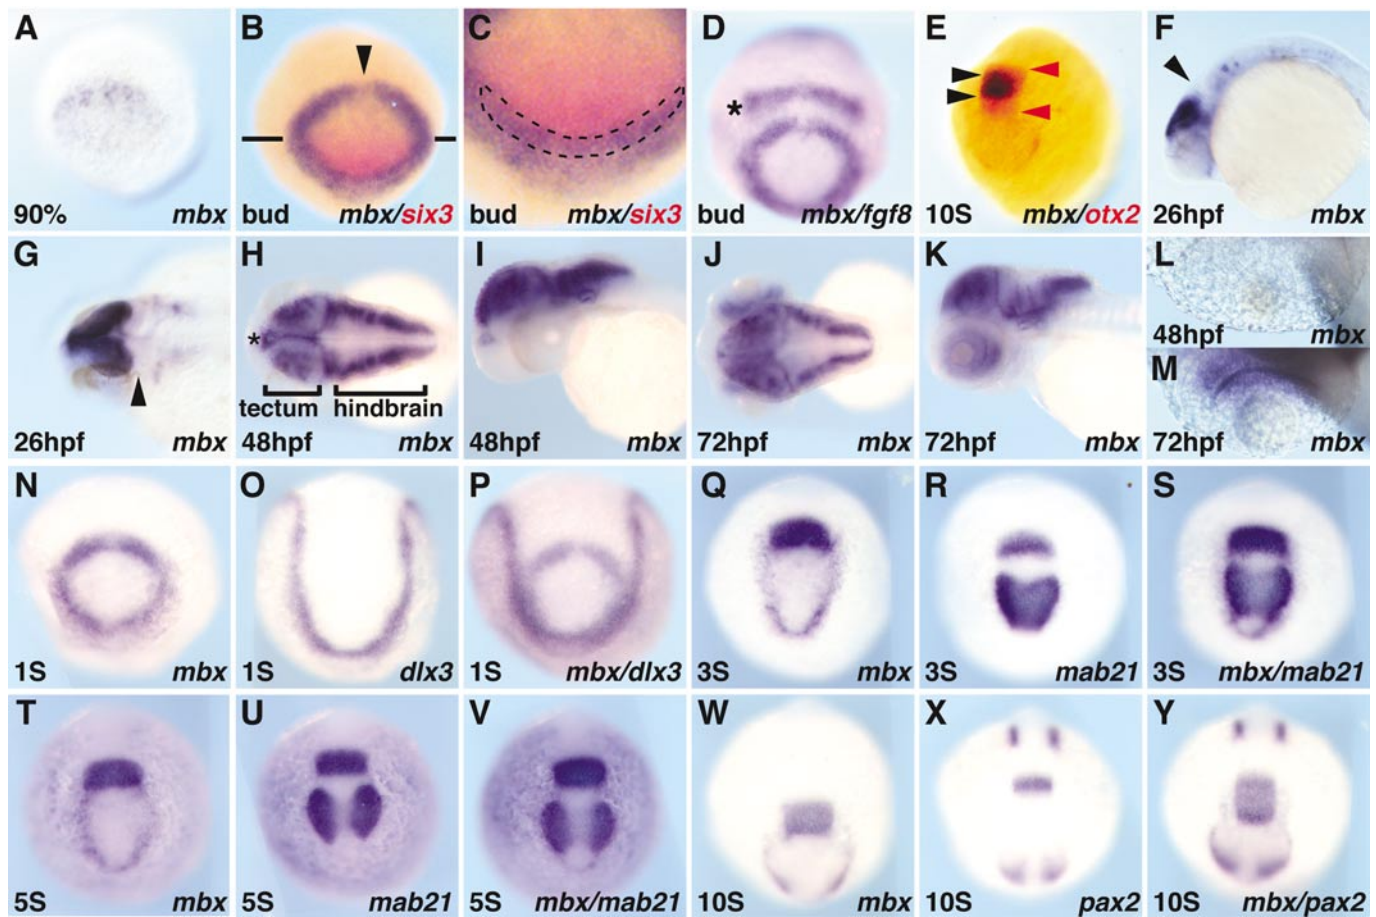 A
90% mbx
B
bud mbx/six3
C
bud mbx/six3
D
*
bud mbx/fgf8
E
10S mbx/otx2
F
26hpf mbx
G
26hpf mbx
H
*
tectum hindbrain
48hpf mbx
I
48hpf mbx
J
72hpf mbx
K
72hpf mbx
L
48hpf mbx
M
72hpf mbx
N
1S mbx
O
1S dlx3
P
1S mbx/dlx3
Q
3S mbx
R
3S mab21
S
3S mbx/mab21
T
5S mbx
U
5S mab21
V
5S mbx/mab21
W
10S mbx
X
10S pax2
Y
10S mbx/pax2